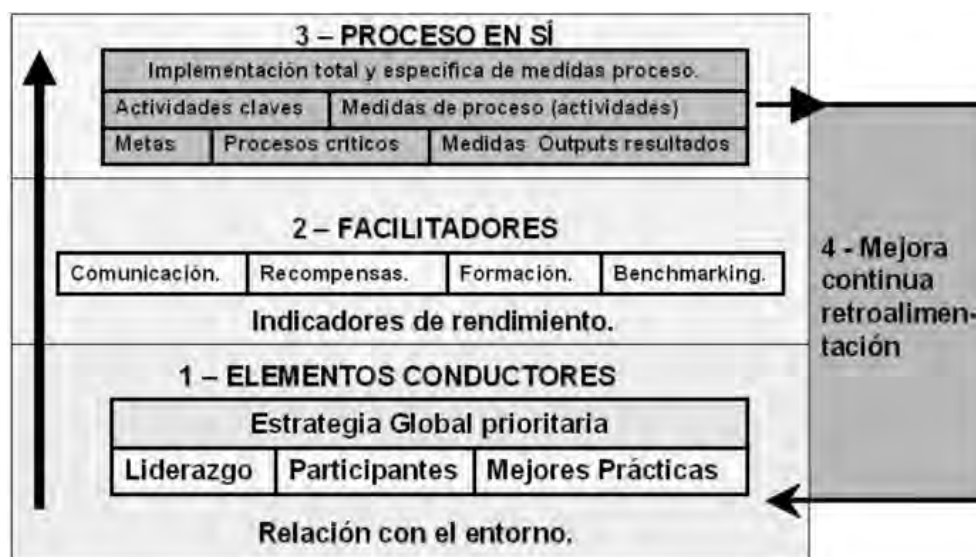 3 – PROCESO EN SÍ
Implementación total y específica de medidas proceso.
Actividades claves
Medidas de proceso (actividades)
Metas
Procesos críticos
Medidas Outputs resultados
2 – FACILITADORES
Comunicación.
Recompensas.
Formación.
Benchmarking.
Indicadores de rendimiento.
1 – ELEMENTOS CONDUCTORES
Estrategia Global prioritaria
Liderazgo
Participantes
Mejores Prácticas
Relación con el entorno.
4 - Mejora
continua
retroalimen-
tación